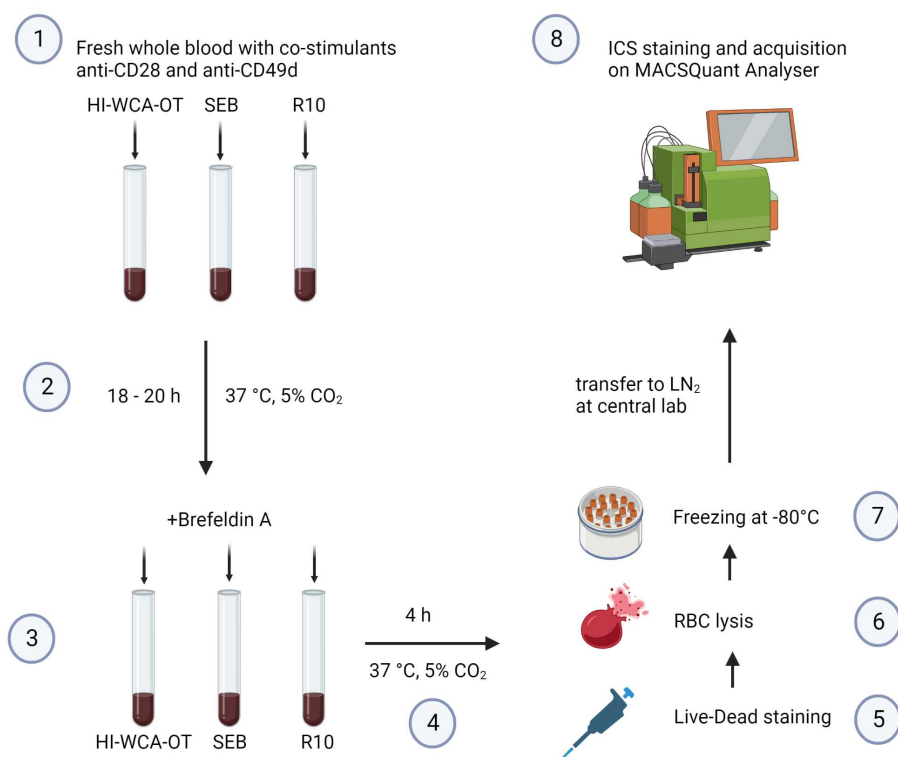 1
Fresh whole blood with co-stimulants
anti-CD28 and anti-CD49d
HI-WCA-OT SEB R10
2
18 - 20 h 37 °C, 5% CO₂
+Brefeldin A
3
HI-WCA-OT SEB R10
4 h
37 °C, 5% CO₂
4
Live-Dead staining 5
RBC lysis 6
Freezing at -80°C 7
transfer to LN₂
at central lab
8
ICS staining and acquisition
on MACSQuant Analyser